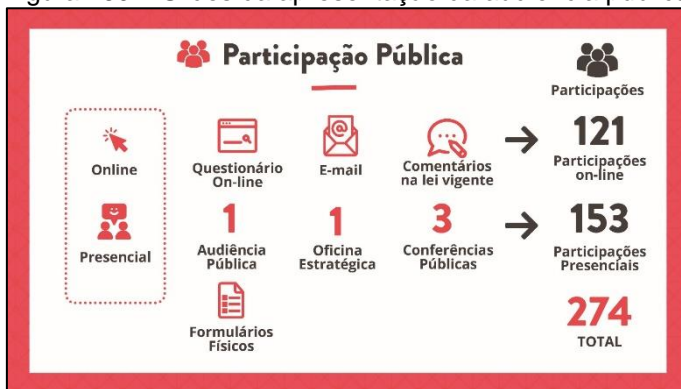 Participação Pública
Participações
Online
Questionário
On-line
E-mail
Comentários
na lei vigente
121
Participações
on-line
Presencial
1
Audiência
Pública
1
Oficina
Estratégica
3
Conferências
Públicas
153
Participações
Presenciais
Formulários
Físicos
274
TOTAL